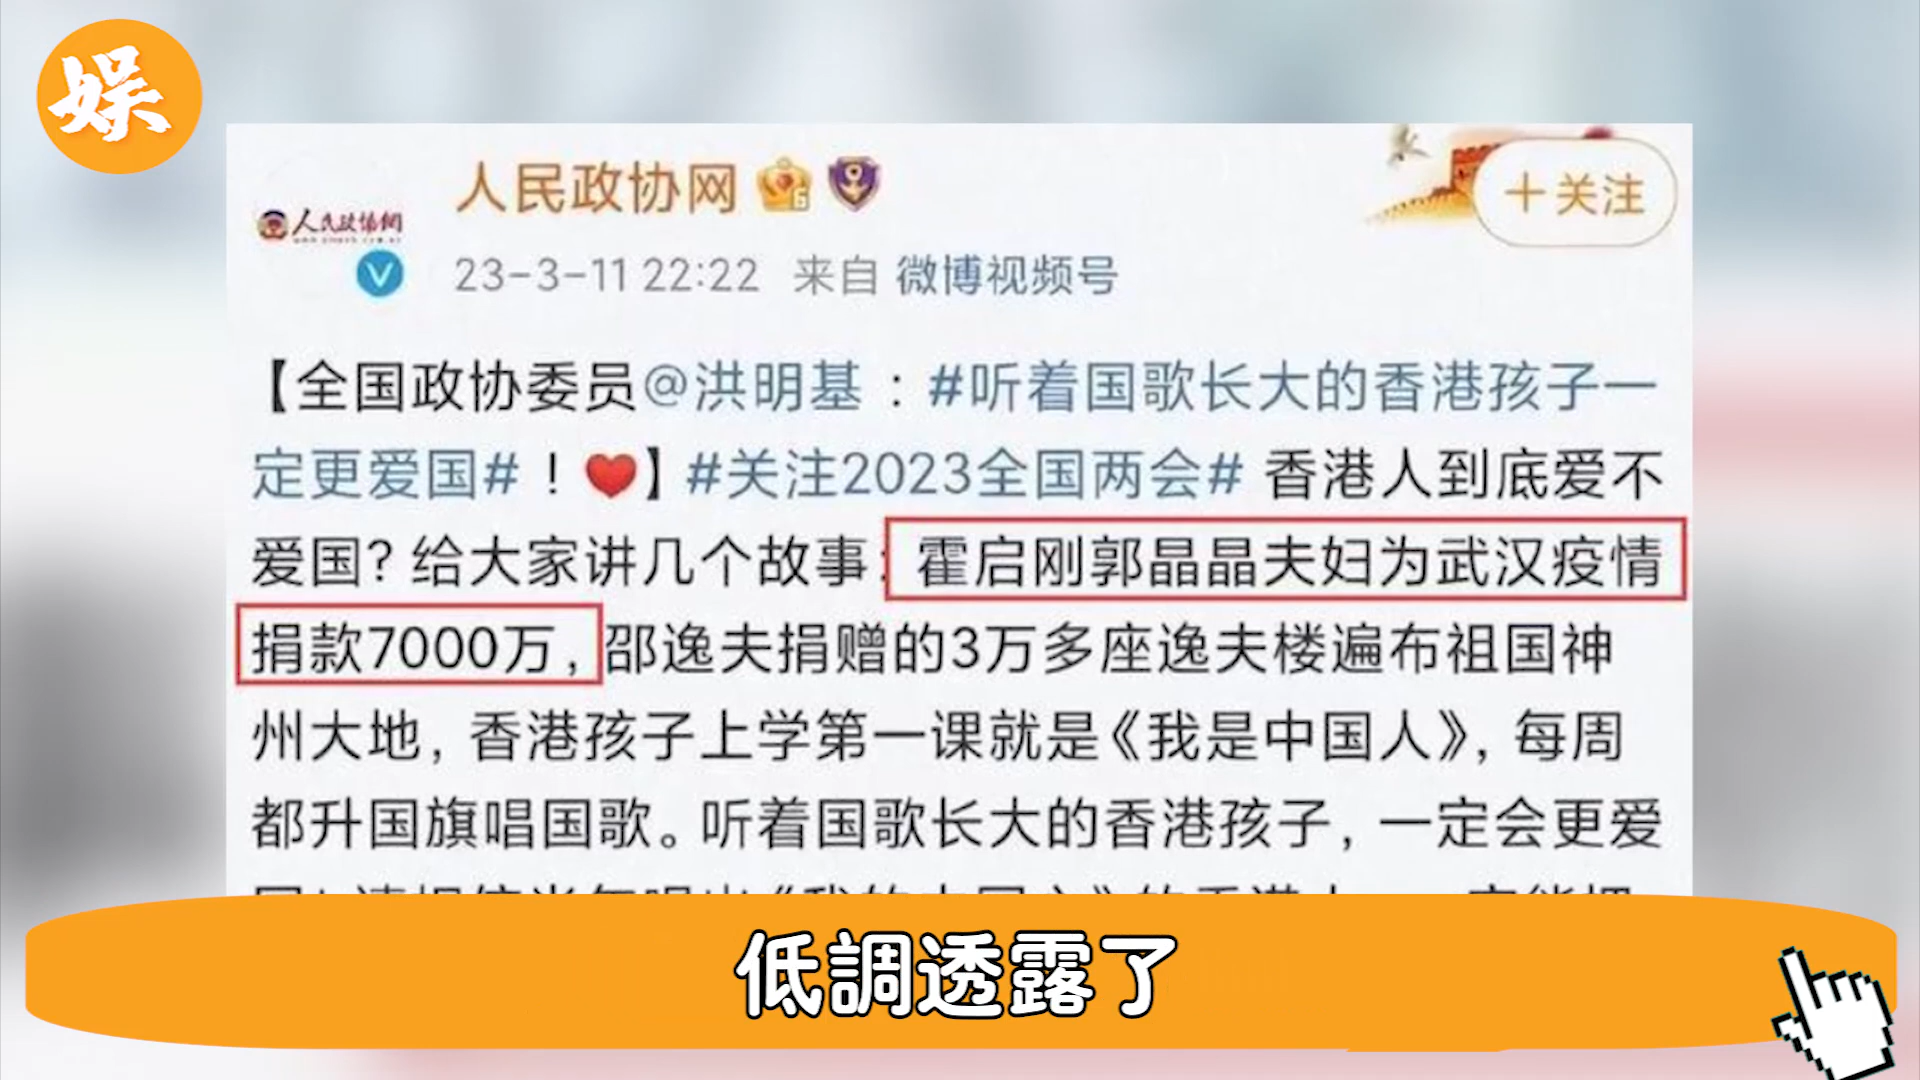 娱
人民政协网
人民政协网
+关注
23-3-11 22:22 来自 微博视频号
【全国政协委员@洪明基：#听着国歌长大的香港孩子一
定更爱国#！❤】#关注2023全国两会# 香港人到底爱不
爱国？给大家讲几个故事：霍启刚郭晶晶夫妇为武汉疫情
捐款7000万，邵逸夫捐赠的3万多座逸夫楼遍布祖国神
州大地，香港孩子上学第一课就是《我是中国人》，每周
都升国旗唱国歌。听着国歌长大的香港孩子，一定会更爱
低調透露了